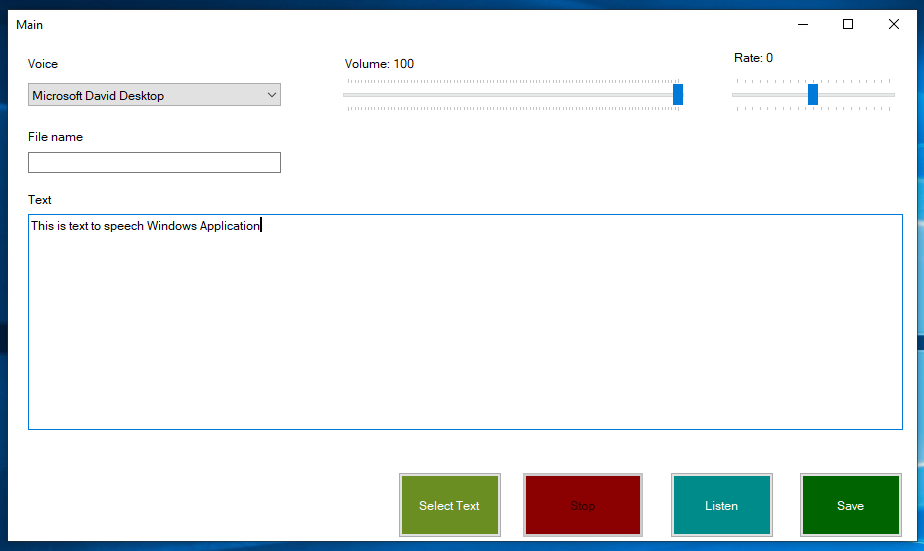 Main
Voice
Volume: 100
Rate: 0
Microsoft David Desktop
File name
Text
This is text to speech Windows Application
Select Text
Stop
Listen
Save